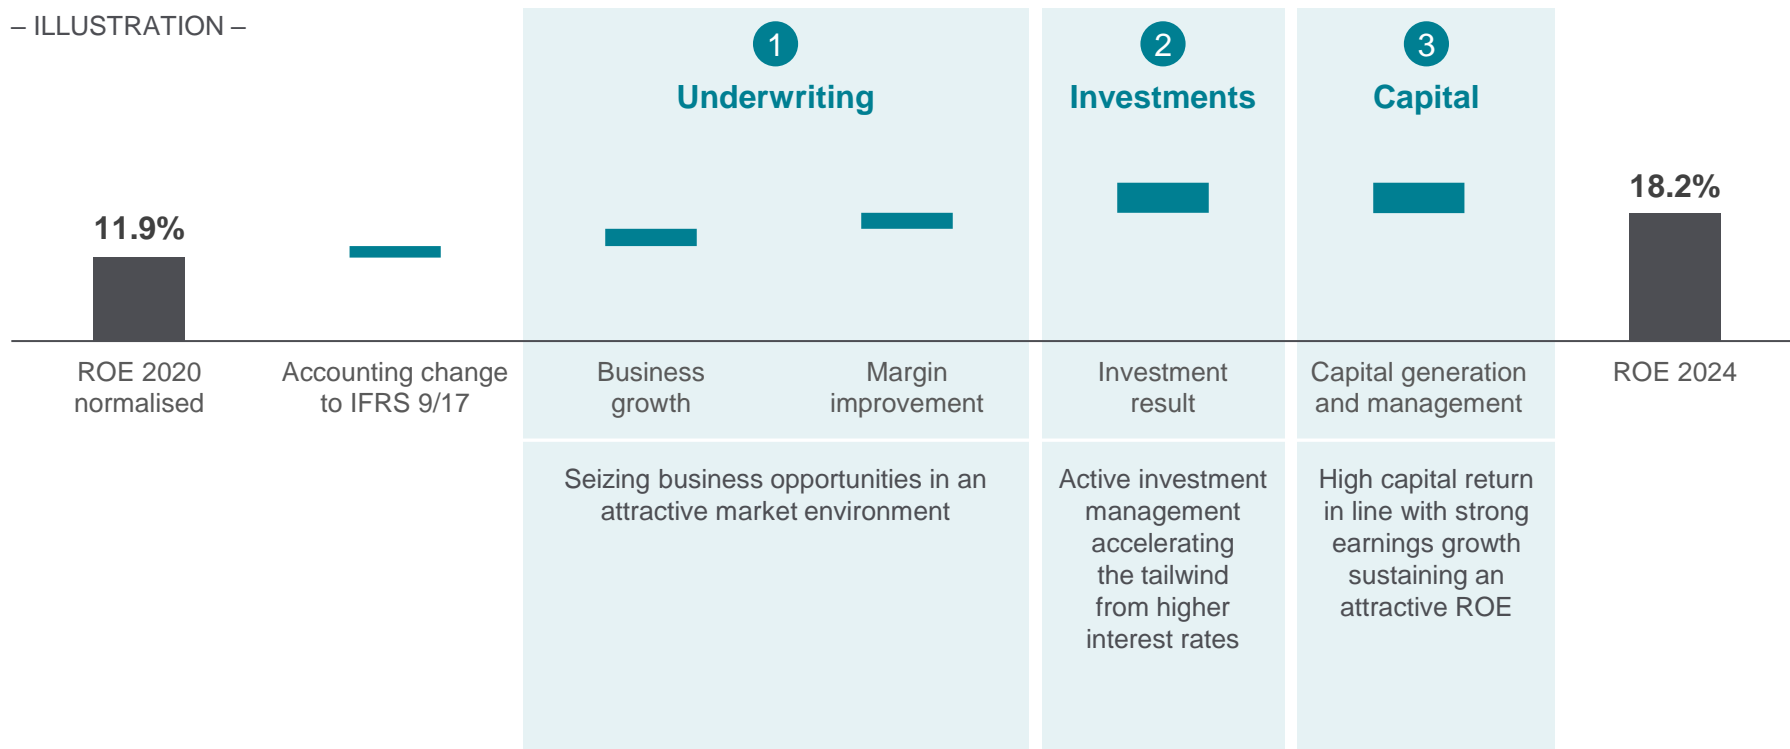 – ILLUSTRATION –
1
Underwriting
2
Investments
3
Capital
11.9%
18.2%
ROE 2020
normalised
Accounting change
to IFRS 9/17
Business
growth
Margin
improvement
Investment
result
Capital generation
and management
ROE 2024
Seizing business opportunities in an
attractive market environment
Active investment
management
accelerating
the tailwind
from higher
interest rates
High capital return
in line with strong
earnings growth
sustaining an
attractive ROE